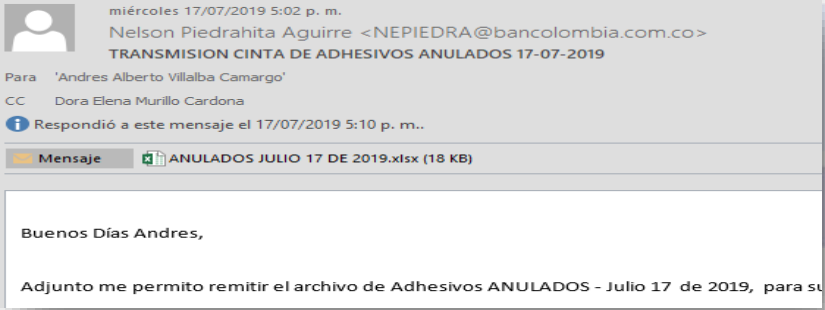 miércoles 17/07/2019 5:02 p. m.
Nelson Piedrahita Aguirre <NEPIEDRA@bancolombia.com.co>
TRANSMISION CINTA DE ADHESIVOS ANULADOS 17-07-2019
Para 'Andres Alberto Villalba Camargo'
CC Dora Elena Murillo Cardona
Respondió a este mensaje el 17/07/2019 5:10 p. m..
Mensaje ANULADOS JULIO 17 DE 2019.xlsx (18 KB)
Buenos Días Andres,
Adjunto me permito remitir el archivo de Adhesivos ANULADOS - Julio 17 de 2019, para